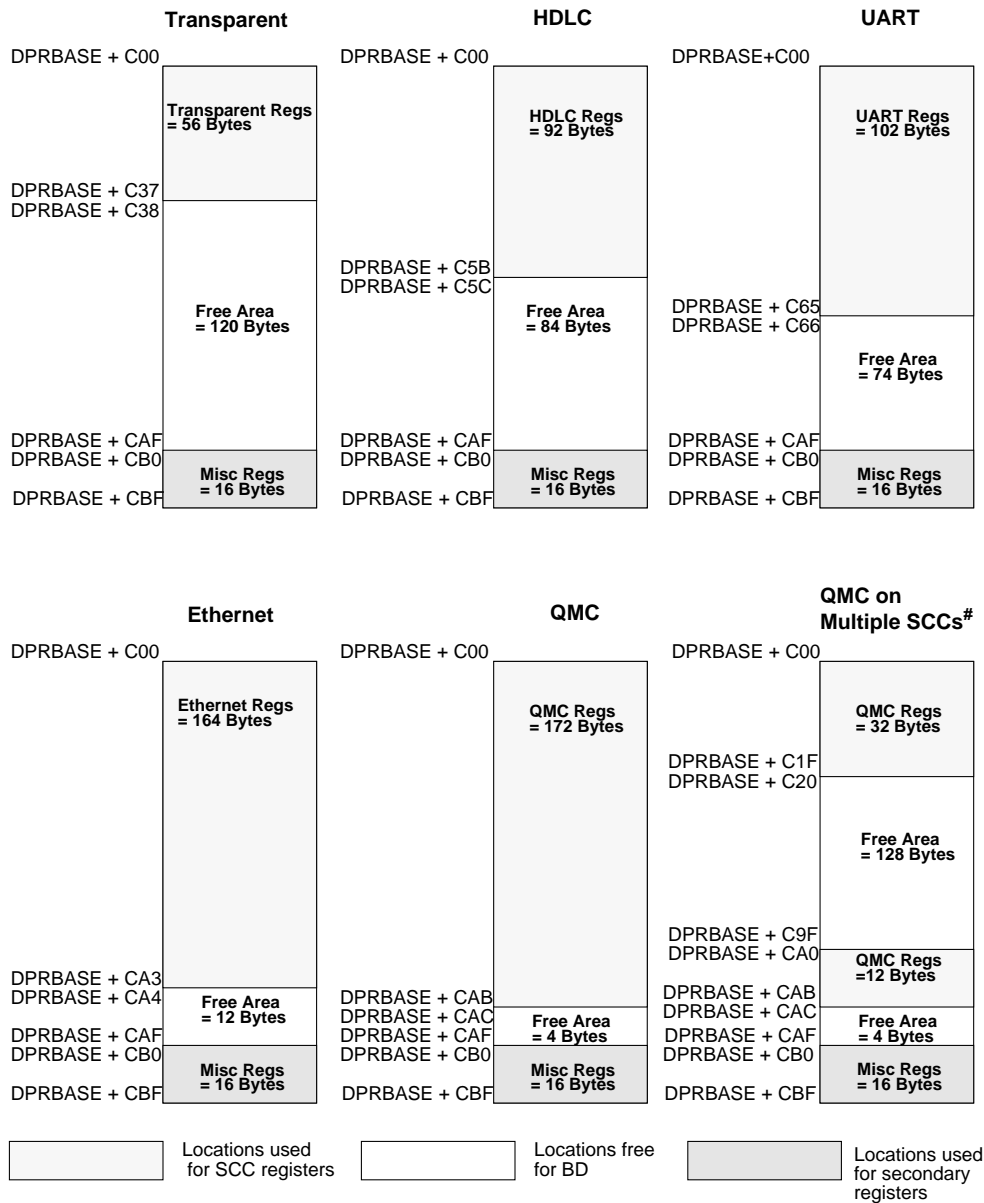 Transparent
DPRBASE + C00
Transparent Regs
= 56 Bytes
DPRBASE + C37
DPRBASE + C38
Free Area
= 120 Bytes
DPRBASE + CAF
DPRBASE + CB0
Misc Regs
= 16 Bytes
DPRBASE + CBF
HDLC
DPRBASE + C00
HDLC Regs
= 92 Bytes
DPRBASE + C5B
DPRBASE + C5C
Free Area
= 84 Bytes
DPRBASE + CAF
DPRBASE + CB0
Misc Regs
= 16 Bytes
DPRBASE + CBF
UART
DPRBASE+C00
UART Regs
= 102 Bytes
DPRBASE + C65
DPRBASE + C66
Free Area
= 74 Bytes
DPRBASE + CAF
DPRBASE + CB0
Misc Regs
= 16 Bytes
DPRBASE + CBF
Ethernet
DPRBASE + C00
Ethernet Regs
= 164 Bytes
DPRBASE + CA3
DPRBASE + CA4
Free Area
= 12 Bytes
DPRBASE + CAF
DPRBASE + CB0
Misc Regs
= 16 Bytes
DPRBASE + CBF
QMC
DPRBASE + C00
QMC Regs
= 172 Bytes
DPRBASE + CAB
DPRBASE + CAC
Free Area
= 4 Bytes
DPRBASE + CAF
DPRBASE + CB0
Misc Regs
= 16 Bytes
DPRBASE + CBF
QMC on
Multiple SCCs#
DPRBASE + C00
QMC Regs
= 32 Bytes
DPRBASE + C1F
DPRBASE + C20
Free Area
= 128 Bytes
DPRBASE + C9F
DPRBASE + CA0
QMC Regs
=12 Bytes
DPRBASE + CAB
DPRBASE + CAC
Free Area
= 4 Bytes
DPRBASE + CAF
DPRBASE + CB0
Misc Regs
= 16 Bytes
DPRBASE + CBF
Locations used
for SCC registers
Locations free
for BD
Locations used
for secondary
registers